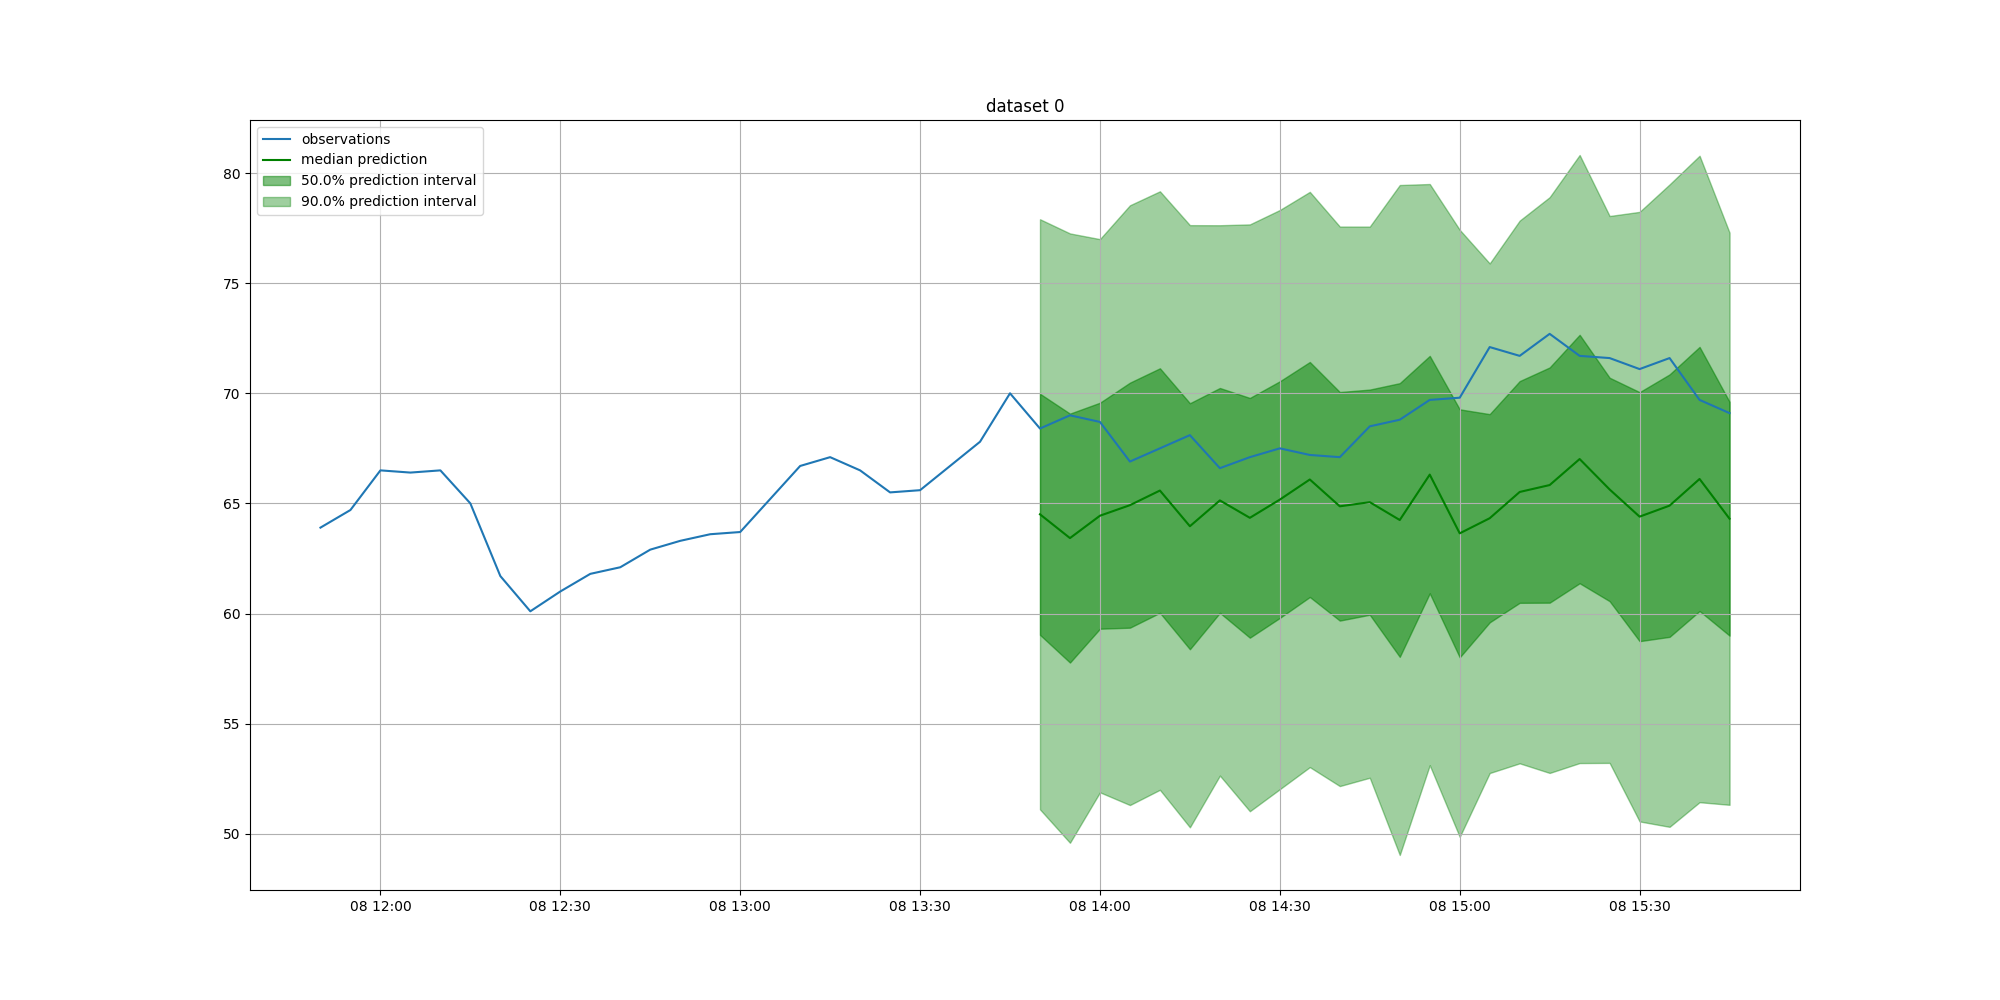 dataset 0
observations
median prediction
50.0% prediction interval
90.0% prediction interval
80
75
70
65
60
55
50
08 12:00 08 12:30 08 13:00 08 13:30 08 14:00 08 14:30 08 15:00 08 15:30